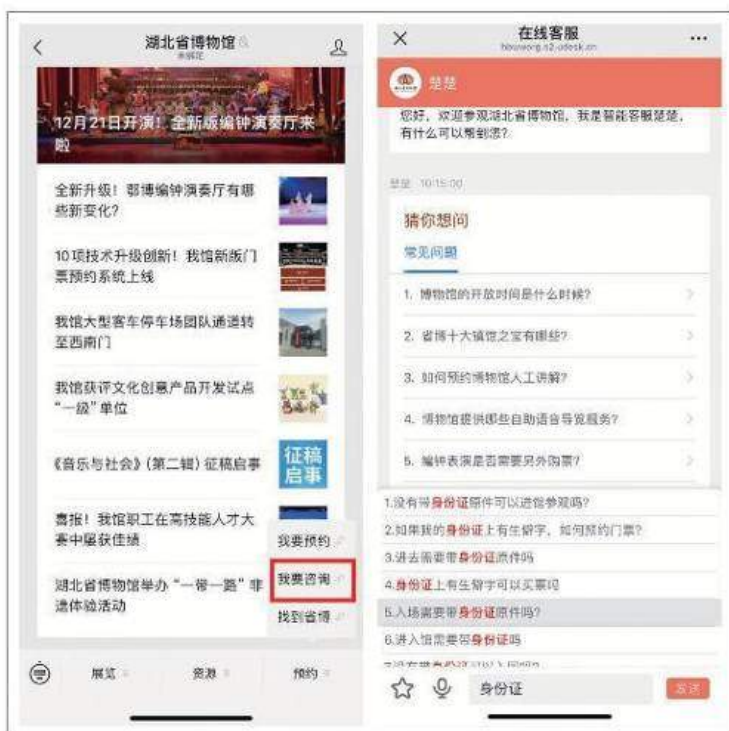 湖北省博物馆
未绑定
12月21日开演！全新版编钟演奏厅来
啦
全新升级！鄂博编钟演奏厅有哪
些新变化？
10项技术升级创新！我馆新版门
票预约系统上线
我馆大型客车停车场团队通道转
至西南门
我馆获评文化创意产品开发试点
“一级”单位
《音乐与社会》（第二辑）征稿启事
征稿
启事
喜报！我馆职工在高技能人才大
赛中屡获佳绩
湖北省博物馆举办“一带一路”非
遗体验活动
我要预约
我要咨询
找到省博
展览
资源
预约
在线客服
楚楚
您好，欢迎参观湖北省博物馆，我是智能客服楚楚，
有什么可以帮到您？
楚楚 10:15:00
猜你想问
常见问题
1. 博物馆的开放时间是什么时候？
2. 省博十大镇馆之宝有哪些？
3. 如何预约博物馆人工讲解？
4. 博物馆提供哪些自助语音导览服务？
5. 编钟表演是否需要另外购票？
1.没有带身份证原件可以进馆参观吗？
2.如果我的身份证上有生僻字，如何预约门票？
3.进去需要带身份证原件吗
4.身份证上有生僻字可以买票吗
5.入场需要带身份证原件吗？
6.进入馆需要带身份证吗
身份证
发送